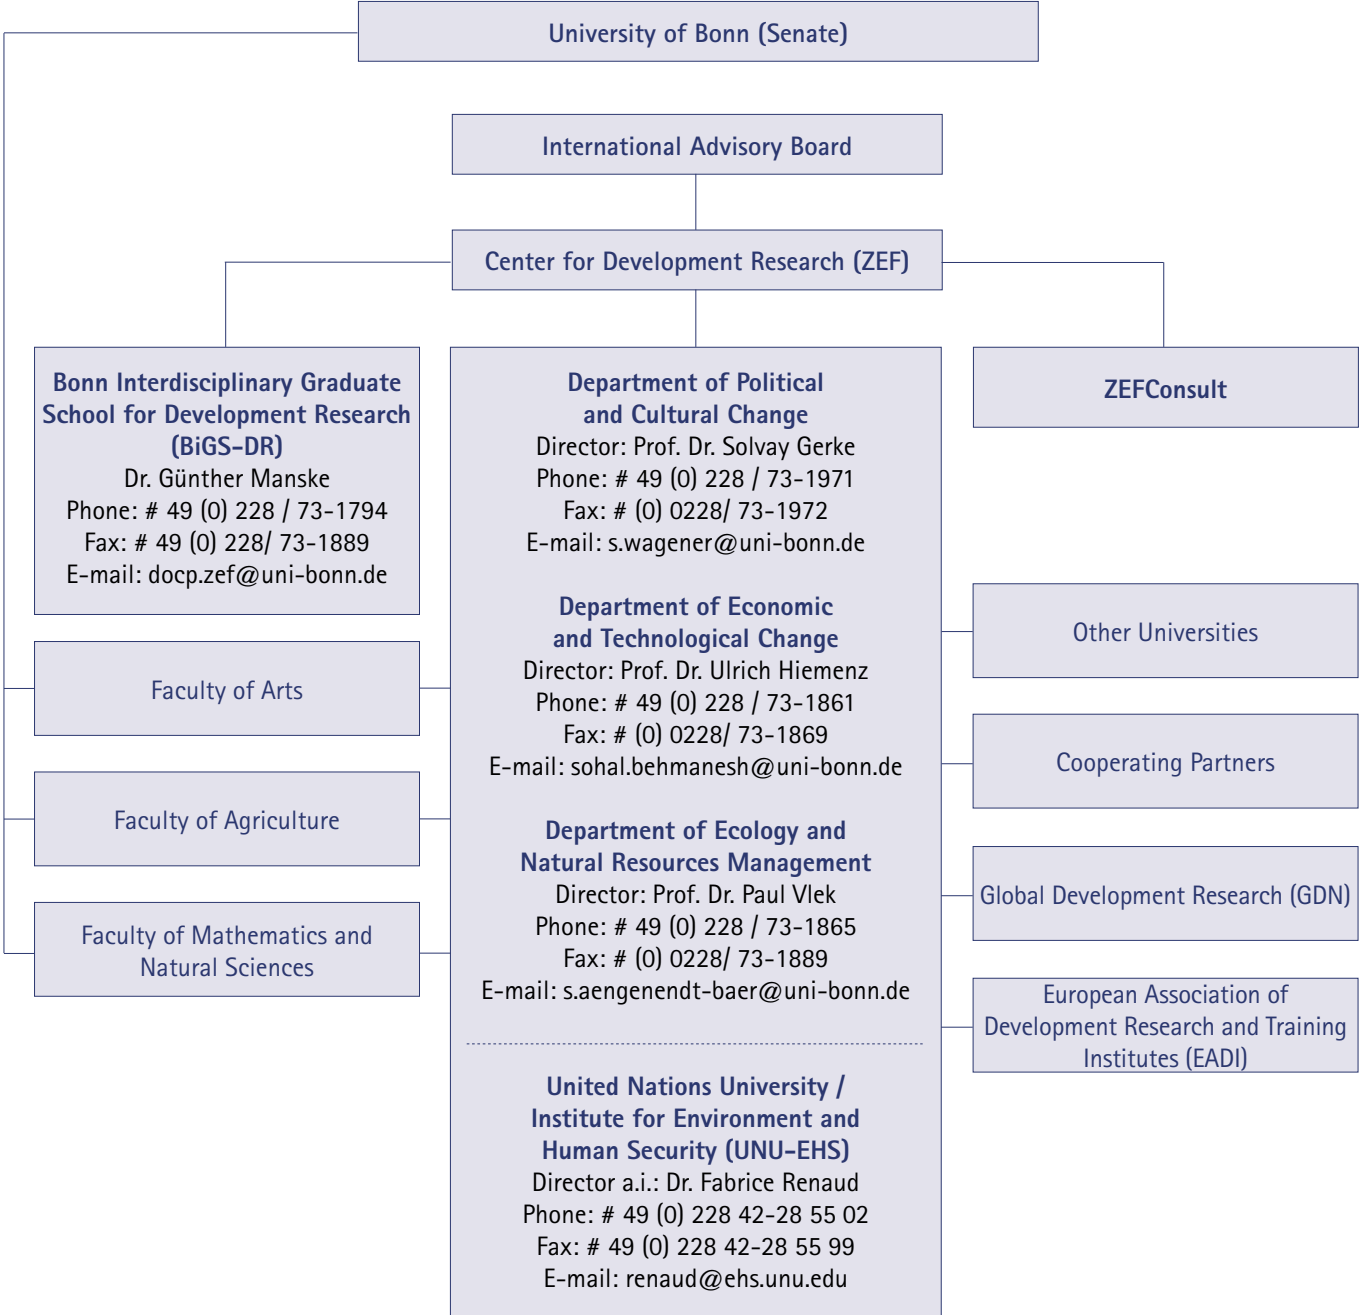 University of Bonn (Senate)
International Advisory Board
Center for Development Research (ZEF)
Bonn Interdisciplinary Graduate
School for Development Research
(BiGS-DR)
Dr. Günther Manske
Phone: # 49 (0) 228 / 73-1794
Fax: # 49 (0) 228/ 73-1889
E-mail: docp.zef@uni-bonn.de
Faculty of Arts
Faculty of Agriculture
Faculty of Mathematics and
Natural Sciences
Department of Political
and Cultural Change
Director: Prof. Dr. Solvay Gerke
Phone: # 49 (0) 228 / 73-1971
Fax: # (0) 0228/ 73-1972
E-mail: s.wagener@uni-bonn.de
Department of Economic
and Technological Change
Director: Prof. Dr. Ulrich Hiemenz
Phone: # 49 (0) 228 / 73-1861
Fax: # (0) 0228/ 73-1869
E-mail: sohal.behmanesh@uni-bonn.de
Department of Ecology and
Natural Resources Management
Director: Prof. Dr. Paul Vlek
Phone: # 49 (0) 228 / 73-1865
Fax: # (0) 0228/ 73-1889
E-mail: s.aengenendt-baer@uni-bonn.de
United Nations University /
Institute for Environment and
Human Security (UNU-EHS)
Director a.i.: Dr. Fabrice Renaud
Phone: # 49 (0) 228 42-28 55 02
Fax: # 49 (0) 228 42-28 55 99
E-mail: renaud@ehs.unu.edu
ZEFConsult
Other Universities
Cooperating Partners
Global Development Research (GDN)
European Association of
Development Research and Training
Institutes (EADI)